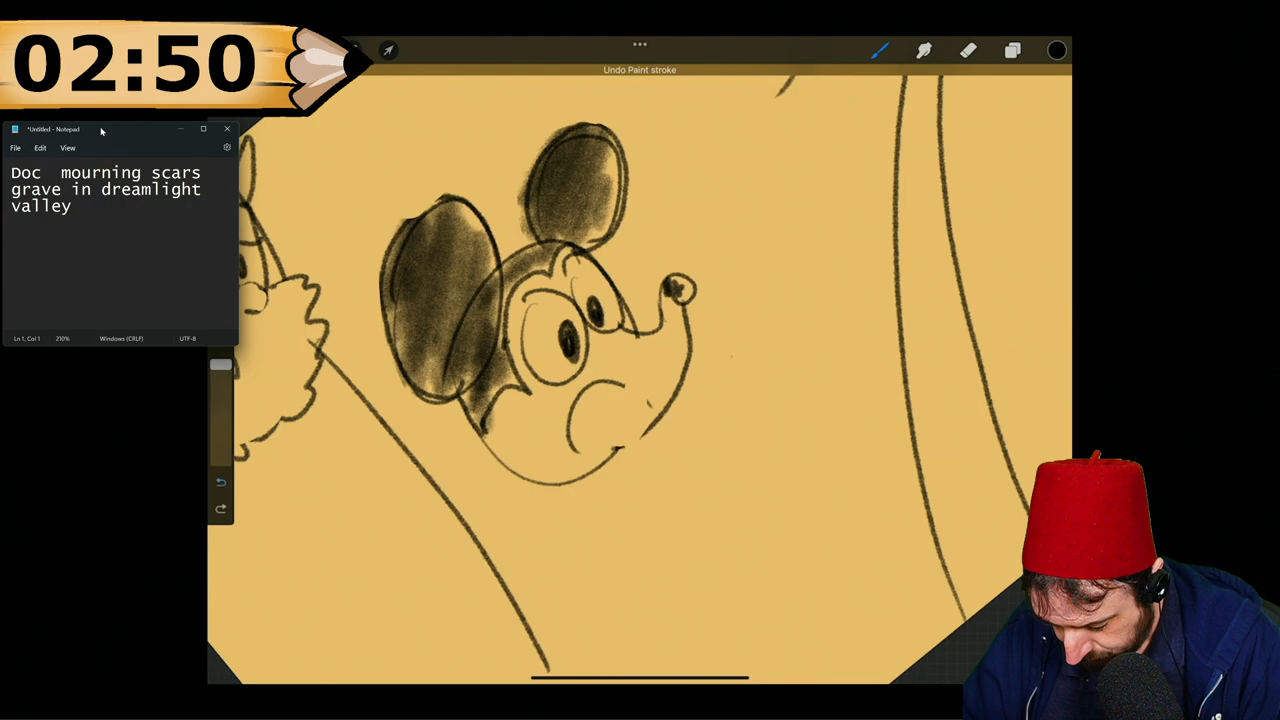 02:50
Undo Paint stroke
*Untitled - Notepad
File Edit View
Doc  mourning scars
grave in dreamlight
valley
Ln 1, Col 1 210% Windows (CRLF) UTF-8